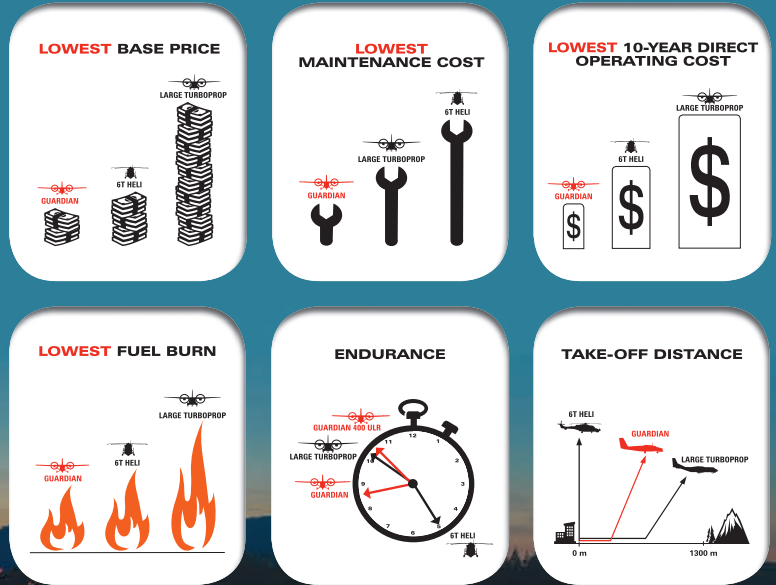 LOWEST BASE PRICE
LARGE TURBOPROP
6T HELI
GUARDIAN
LOWEST
MAINTENANCE COST
6T HELI
LARGE TURBOPROP
GUARDIAN
LOWEST 10-YEAR DIRECT
OPERATING COST
LARGE TURBOPROP
6T HELI
GUARDIAN
$
$
$
LOWEST FUEL BURN
LARGE TURBOPROP
6T HELI
GUARDIAN
ENDURANCE
GUARDIAN 400 ULR
LARGE TURBOPROP
GUARDIAN
12
1
2
3
4
5
6
7
8
9
10
11
6T HELI
TAKE-OFF DISTANCE
6T HELI
GUARDIAN
LARGE TURBOPROP
0 m
1300 m